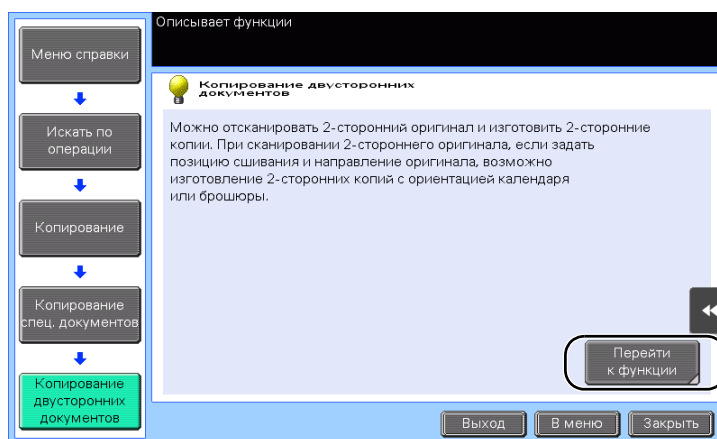 Описывает функции
Меню справки
Искать по
операции
Копирование
Копирование
спец. документов
Копирование
двусторонних
документов
Копирование двусторонних
документов
Можно отсканировать 2-сторонний оригинал и изготовить 2-сторонние
копии. При сканировании 2-стороннего оригинала, если задать
позицию сшивания и направление оригинала, возможно
изготовление 2-сторонних копий с ориентацией календаря
или брошюры.
Перейти
к функции
Выход
В меню
Закрыть